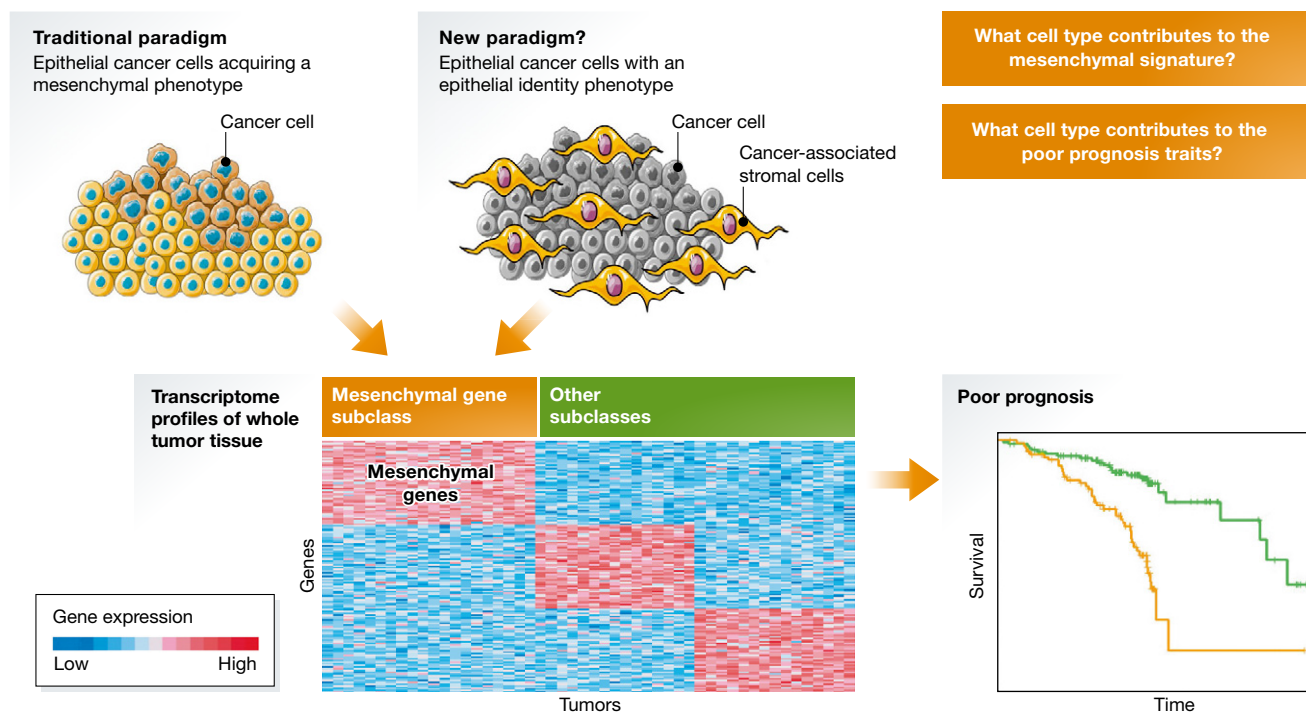 Traditional paradigm
Epithelial cancer cells acquiring a
mesenchymal phenotype
Cancer cell
New paradigm?
Epithelial cancer cells with an
epithelial identity phenotype
Cancer cell
Cancer-associated
stromal cells
What cell type contributes to the
mesenchymal signature?
What cell type contributes to the
poor prognosis traits?
Transcriptome
profiles of whole
tumor tissue
Mesenchymal gene
subclass
Other
subclasses
Mesenchymal
genes
Genes
Tumors
Gene expression
Low High
Poor prognosis
Survival
Time